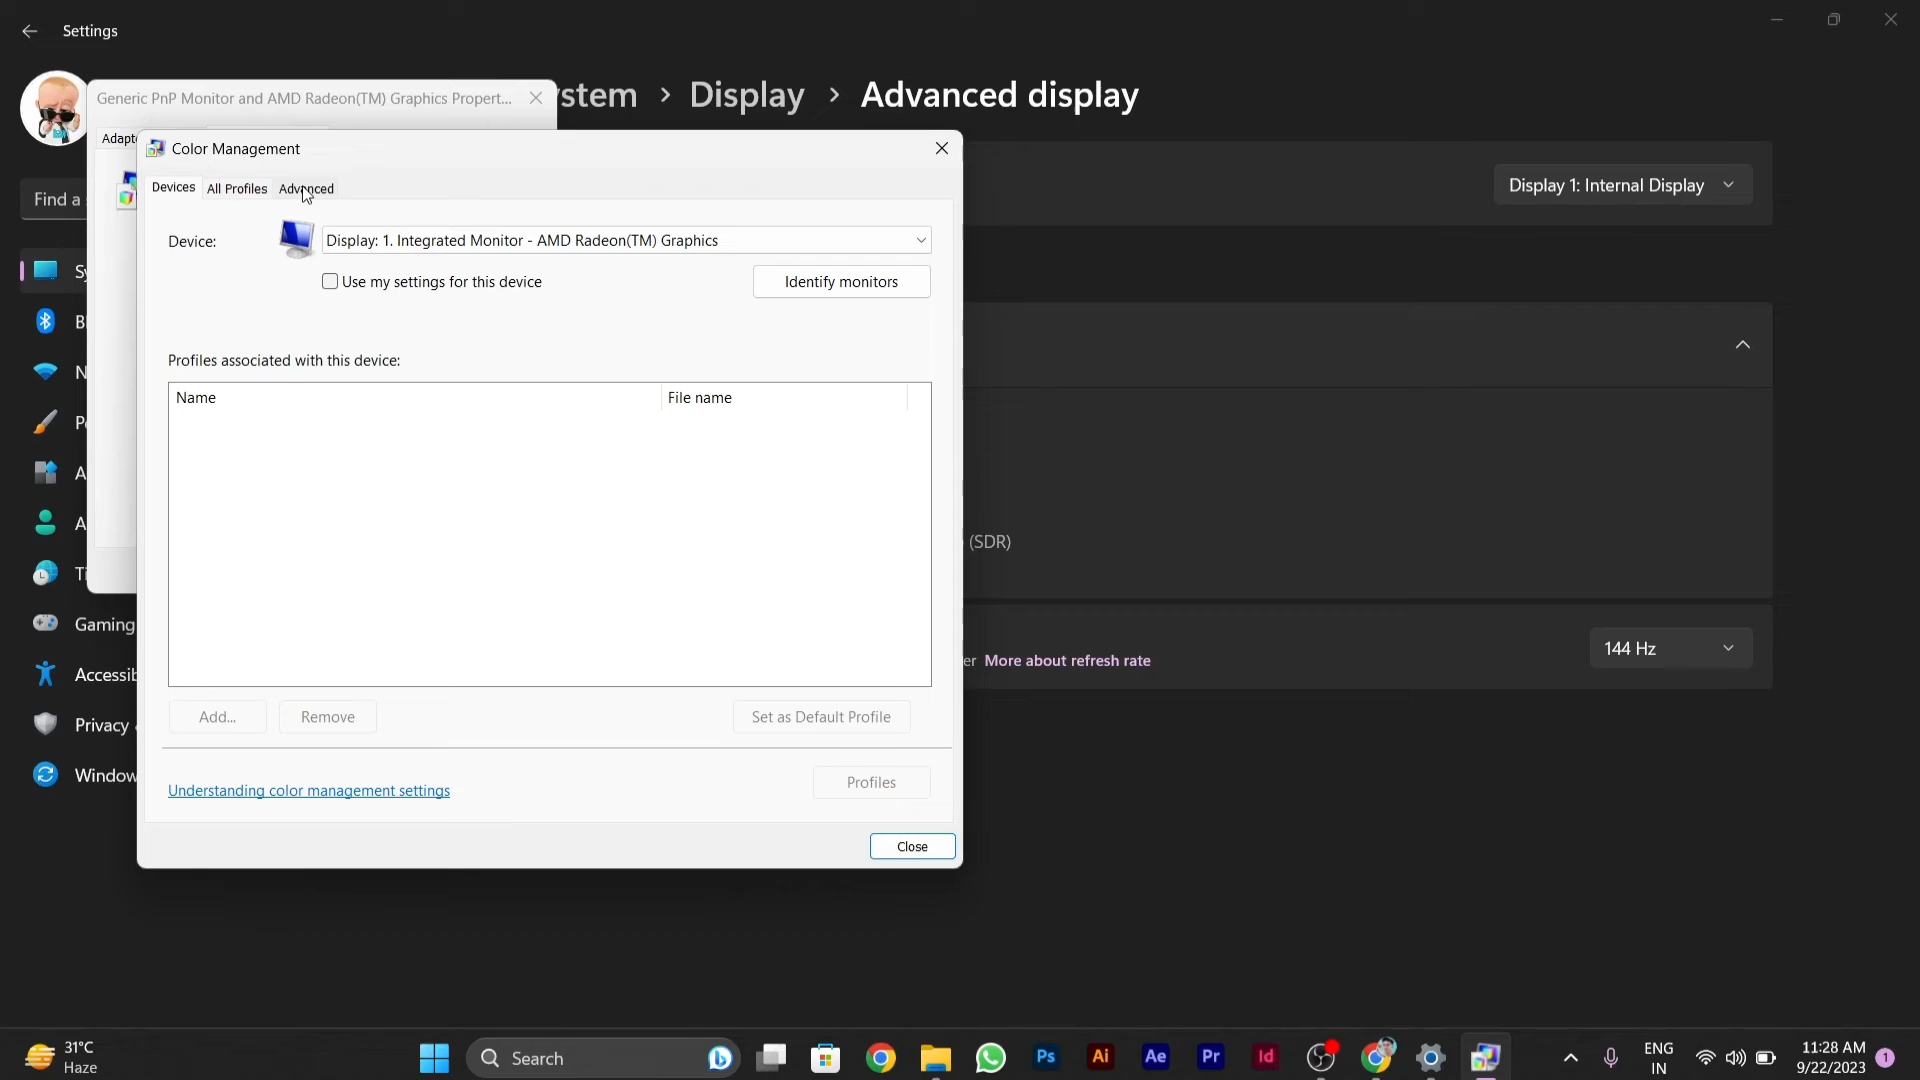 Settings
Generic PnP Monitor and AMD Radeon(TM) Graphics Propert...
stem > Display > Advanced display
Color Management
Devices All Profiles Advanced
Find a
Display 1: Internal Display
Device:
Display: 1. Integrated Monitor - AMD Radeon(TM) Graphics
Use my settings for this device
Identify monitors
Profiles associated with this device:
Name File name
(SDR)
Gaming
er More about refresh rate
144 Hz
Accessib
Add... Remove Set as Default Profile
Privacy
Window
Understanding color management settings
Profiles
Close
31°C
Haze
Search
Ps Ai Ae Pr Id
ENG
IN
11:28 AM
9/22/2023
1